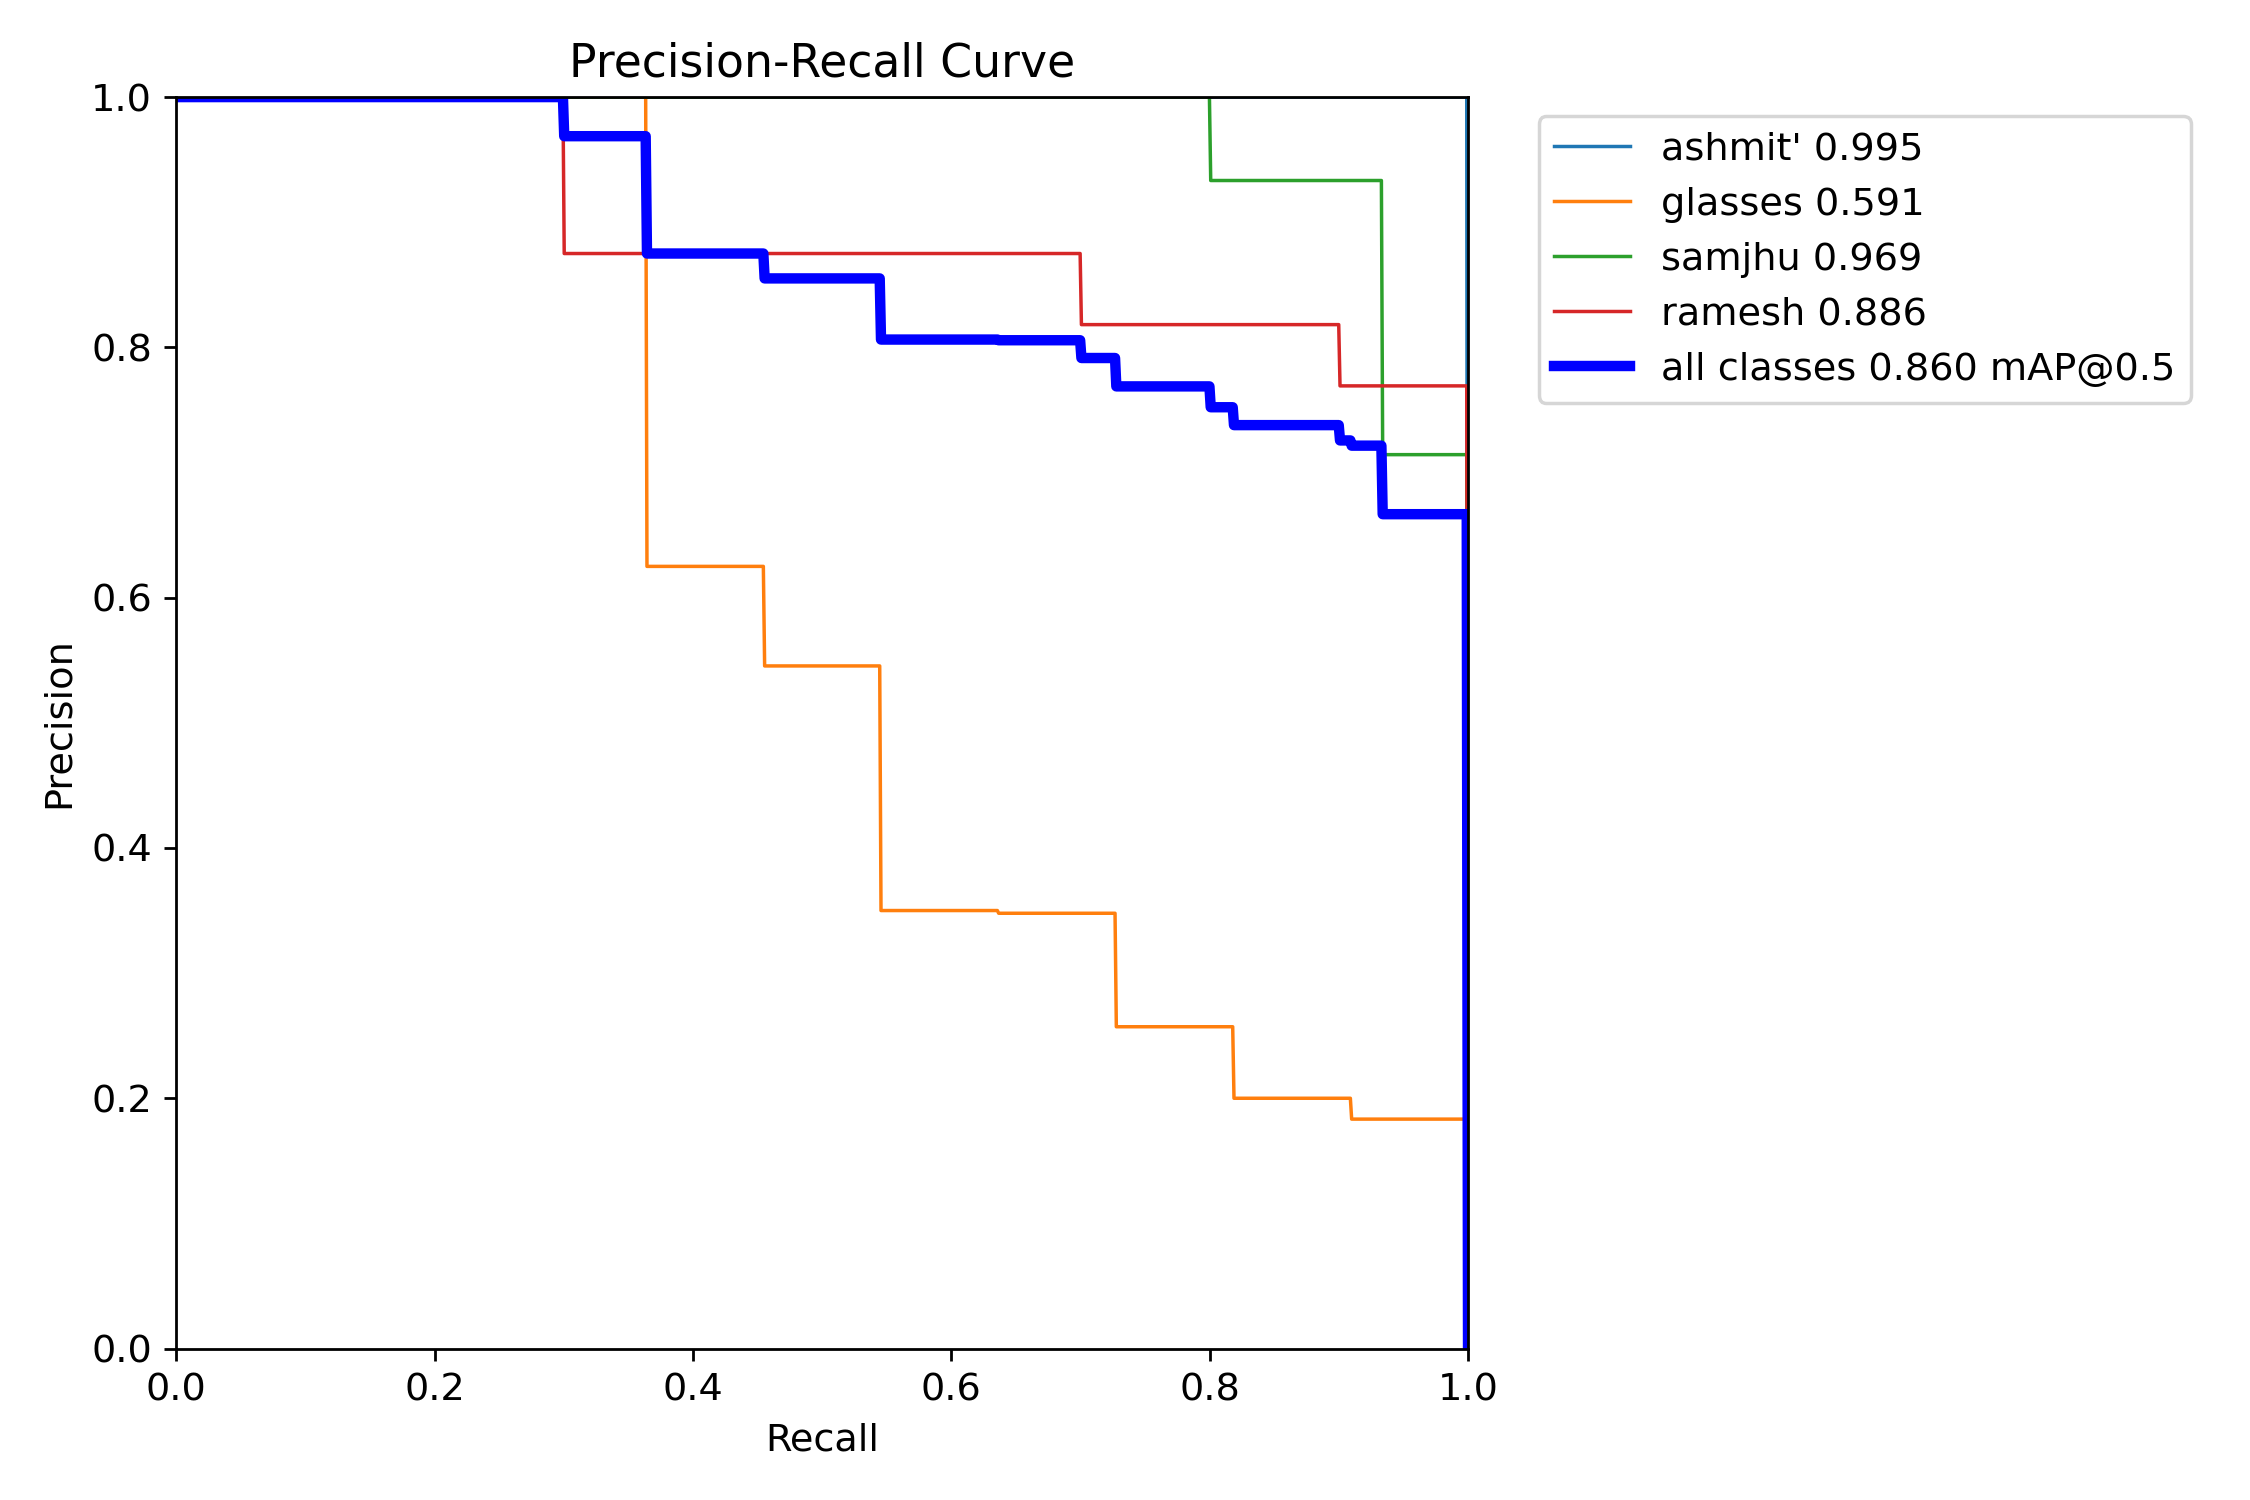 Precision-Recall Curve
1.0
0.8
0.6
0.4
0.2
0.0
Precision
0.0 0.2 0.4 0.6 0.8 1.0
Recall
ashmit' 0.995
glasses 0.591
samjhu 0.969
ramesh 0.886
all classes 0.860 mAP@0.5